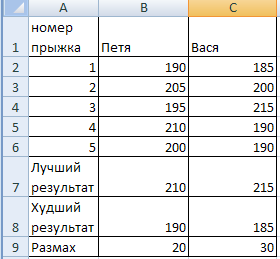 A B C
1 номер прыжка Петя Вася
2 1 190 185
3 2 205 200
4 3 195 215
5 4 210 190
6 5 200 190
7 Лучший результат 210 215
8 Худший результат 190 185
9 Размах 20 30